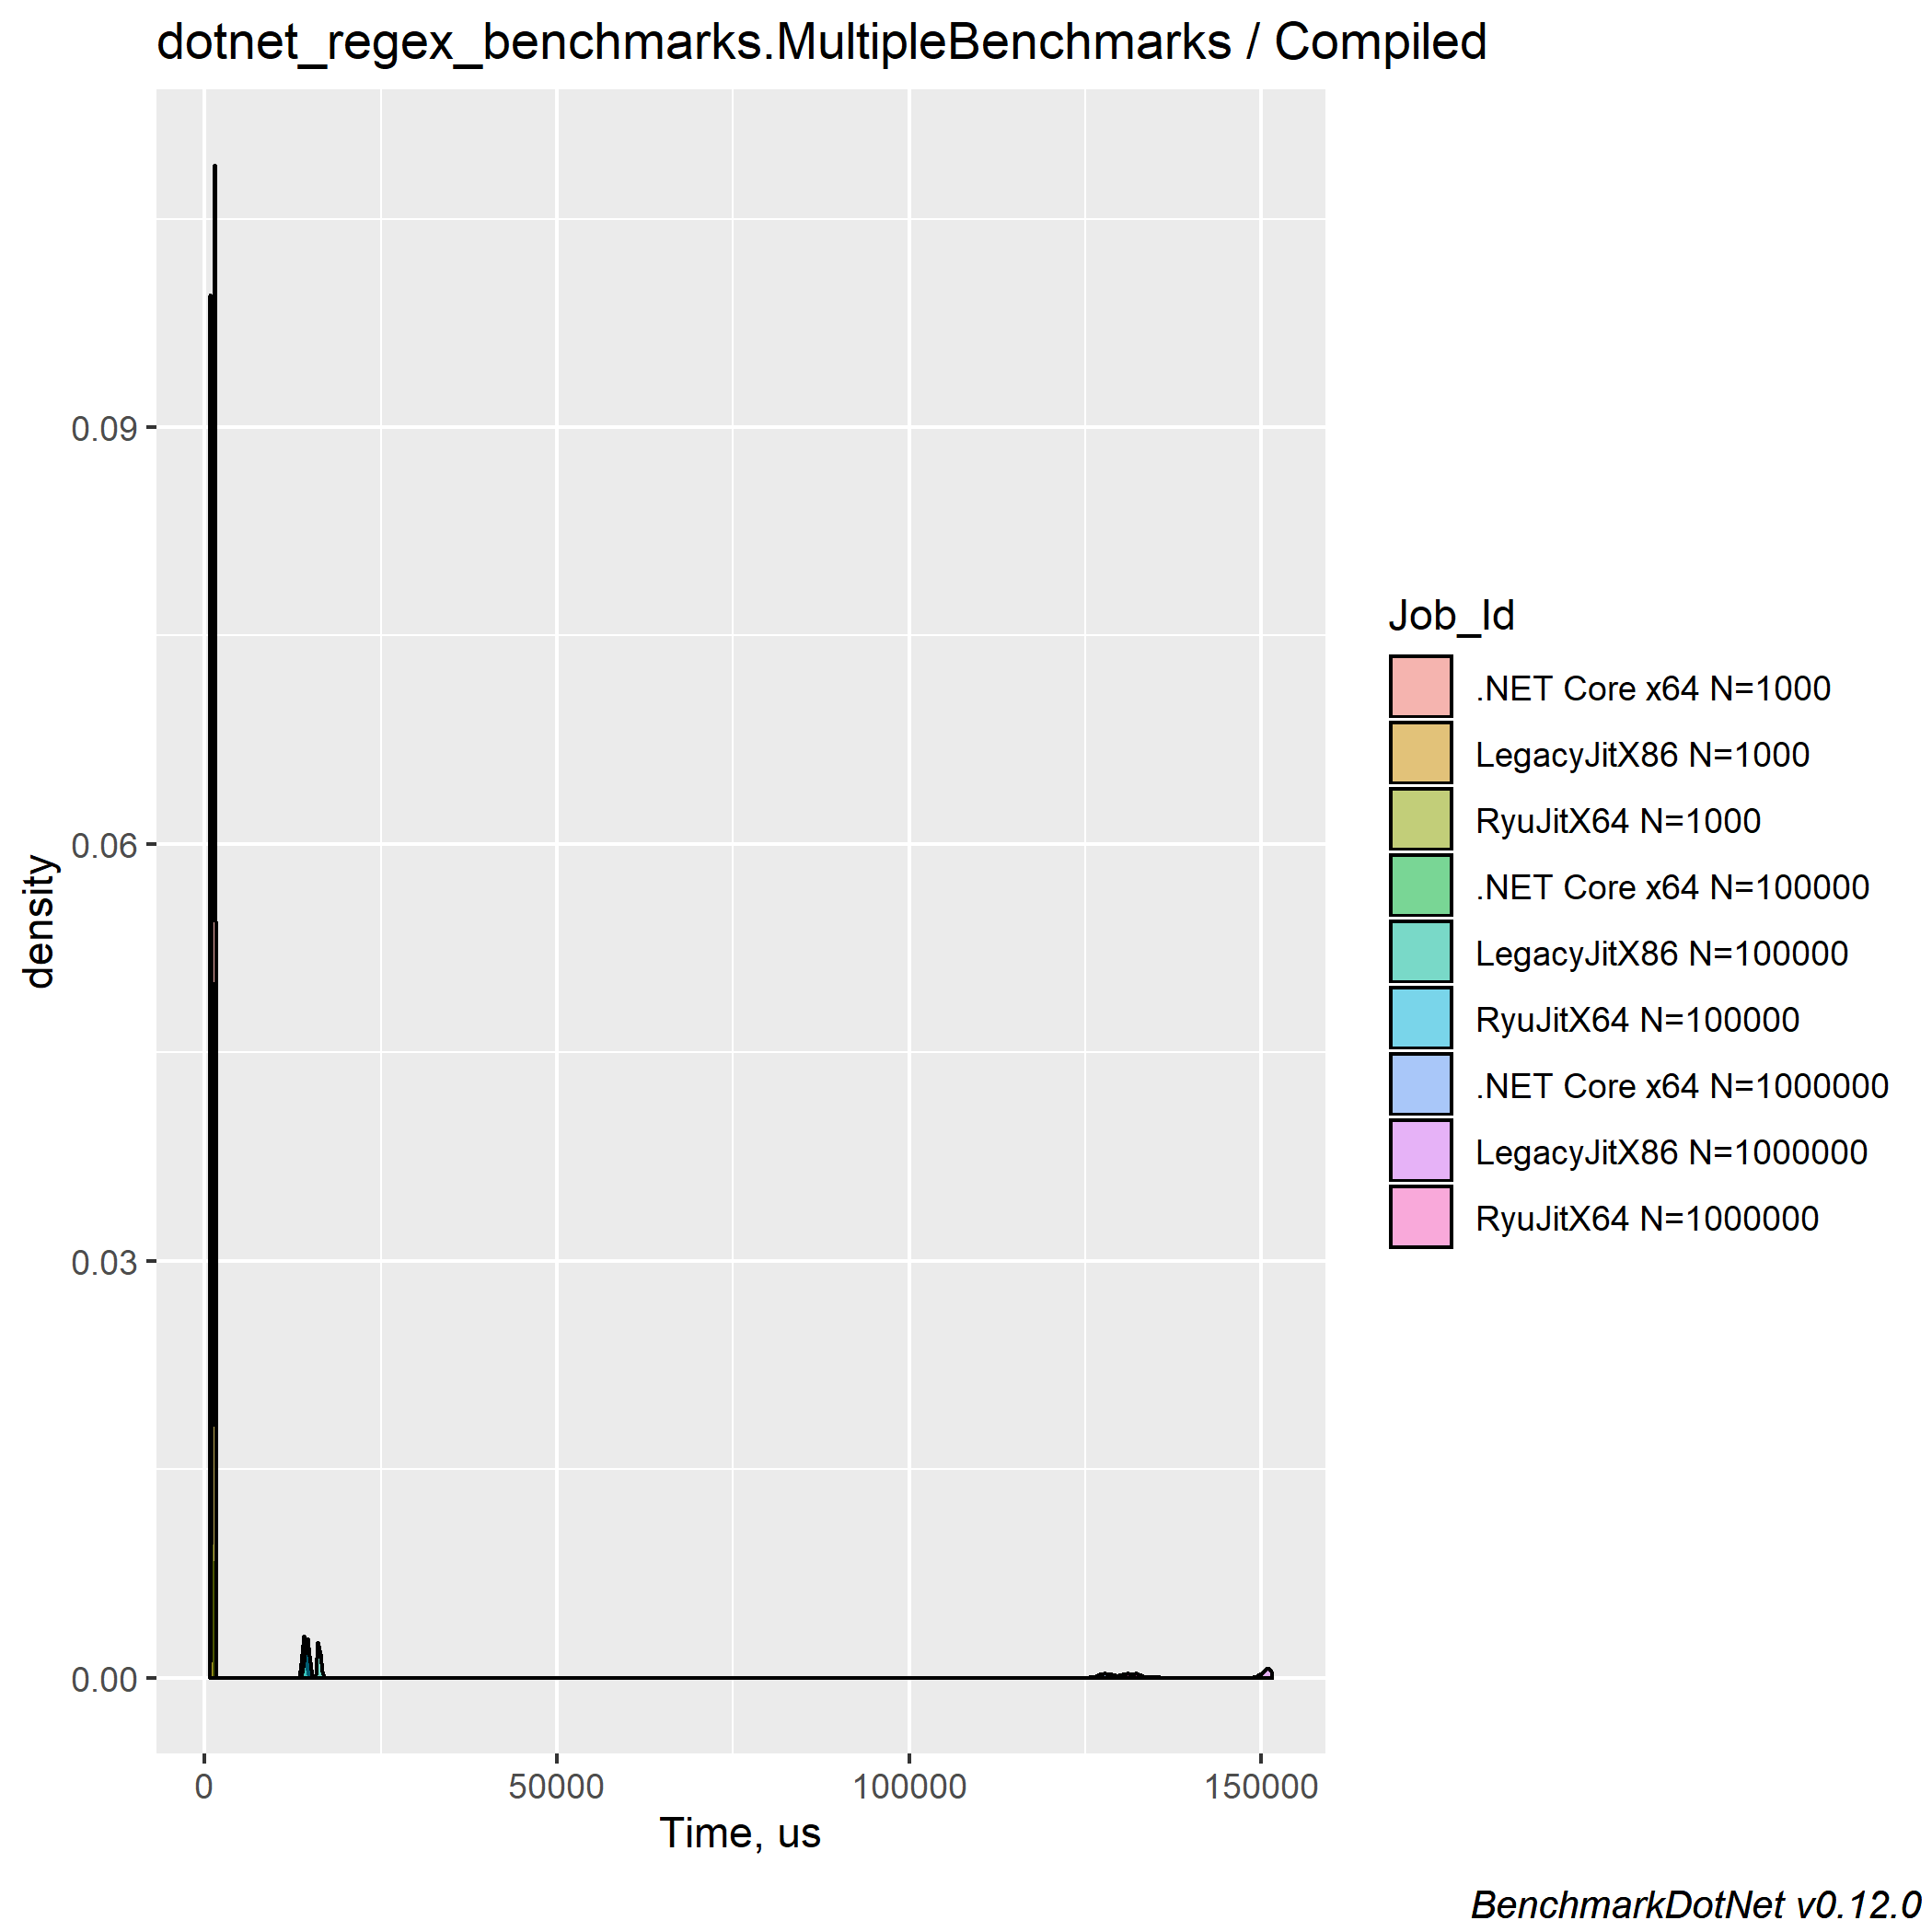 dotnet_regex_benchmarks.MultipleBenchmarks / Compiled
density
0.09
0.06
0.03
0.00
0
50000
100000
150000
Time, us
Job_Id
.NET Core x64 N=1000
LegacyJitX86 N=1000
RyuJitX64 N=1000
.NET Core x64 N=100000
LegacyJitX86 N=100000
RyuJitX64 N=100000
.NET Core x64 N=1000000
LegacyJitX86 N=1000000
RyuJitX64 N=1000000
BenchmarkDotNet v0.12.0